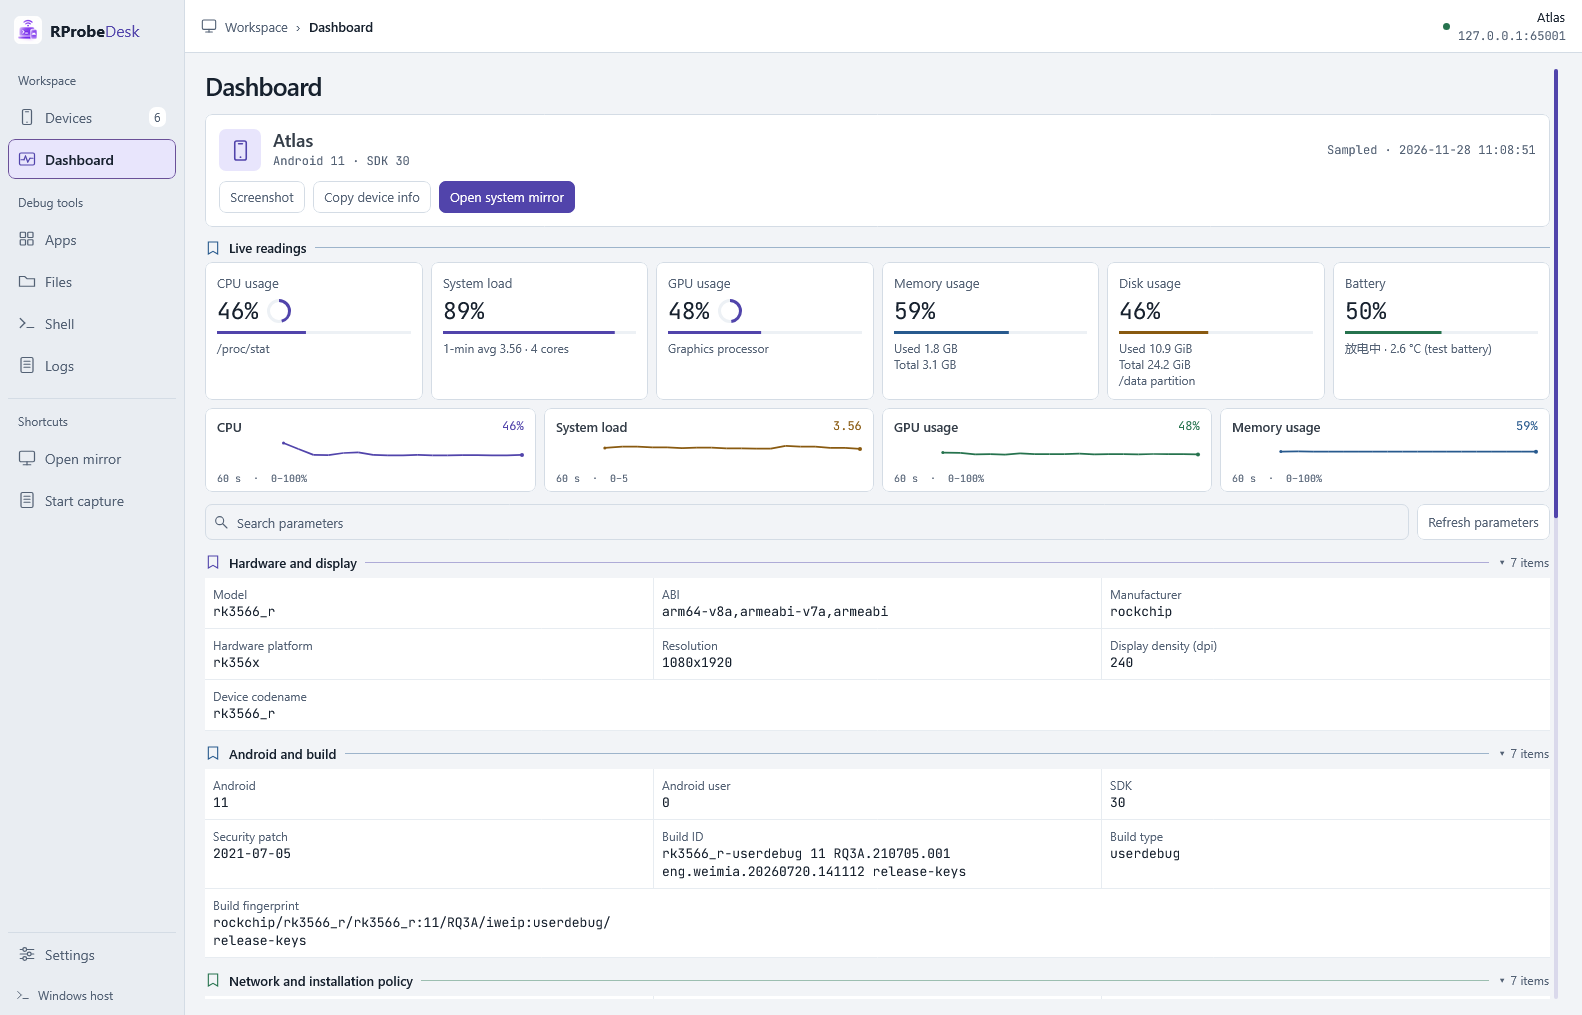 RProbeDesk
Workspace
Devices 6
Dashboard
Debug tools
Apps
Files
Shell
Logs
Shortcuts
Open mirror
Start capture
Settings
Windows host
Workspace › Dashboard
Atlas
127.0.0.1:65001
Dashboard
Atlas
Android 11 · SDK 30
Sampled · 2026-11-28 11:08:51
Screenshot
Copy device info
Open system mirror
Live readings
CPU usage
46%
/proc/stat
System load
89%
1-min avg 3.56 · 4 cores
GPU usage
48%
Graphics processor
Memory usage
59%
Used 1.8 GB
Total 3.1 GB
Disk usage
46%
Used 10.9 GiB
Total 24.2 GiB
/data partition
Battery
50%
放电中 · 2.6 °C (test battery)
CPU 46%
60 s · 0-100%
System load 3.56
60 s · 0-5
GPU usage 48%
60 s · 0-100%
Memory usage 59%
60 s · 0-100%
Search parameters
Refresh parameters
Hardware and display
7 items
Model
rk3566_r
ABI
arm64-v8a,armeabi-v7a,armeabi
Manufacturer
rockchip
Hardware platform
rk356x
Resolution
1080x1920
Display density (dpi)
240
Device codename
rk3566_r
Android and build
7 items
Android
11
Android user
0
SDK
30
Security patch
2021-07-05
Build ID
rk3566_r-userdebug 11 RQ3A.210705.001
eng.weimia.20260720.141112 release-keys
Build type
userdebug
Build fingerprint
rockchip/rk3566_r/rk3566_r:11/RQ3A/iweip:userdebug/
release-keys
Network and installation policy
7 items